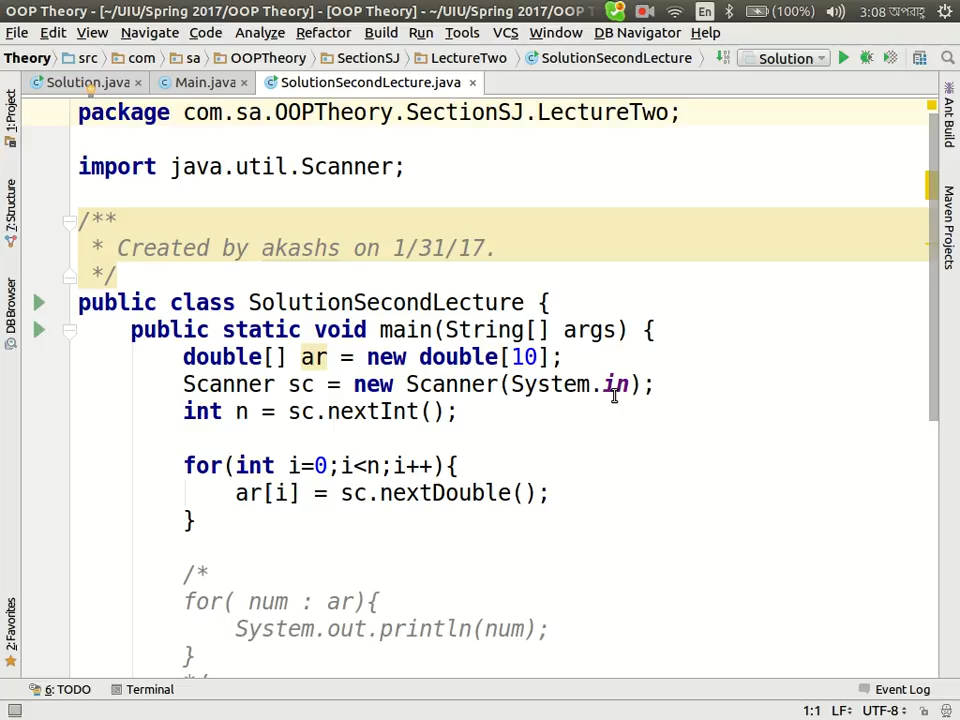 OOP Theory - [~/UIU/Spring 2017/OOP Theory] - [OOP Theory] - ~/UIU/Spring 2017/OOP T
En (100%) 3:08 অপরাহ্ণ
File Edit View Navigate Code Analyze Refactor Build Run Tools VCS Window DB Navigator Help
Theory src com sa OOPTheory SectionSJ LectureTwo SolutionSecondLecture Solution
Solution.java Main.java SolutionSecondLecture.java
1:Project
7:Structure
DB Browser
2:Favorites
package com.sa.OOPTheory.SectionSJ.LectureTwo;
import java.util.Scanner;
/**
* Created by akashs on 1/31/17.
*/
public class SolutionSecondLecture {
public static void main(String[] args) {
double[] ar = new double[10];
Scanner sc = new Scanner(System.in);
int n = sc.nextInt();
for(int i=0;i<n;i++){
ar[i] = sc.nextDouble();
}
/*
for( num : ar){
System.out.println(num);
}
Ant Build
Maven Projects
6: TODO Terminal Event Log
1:1 LF UTF-8